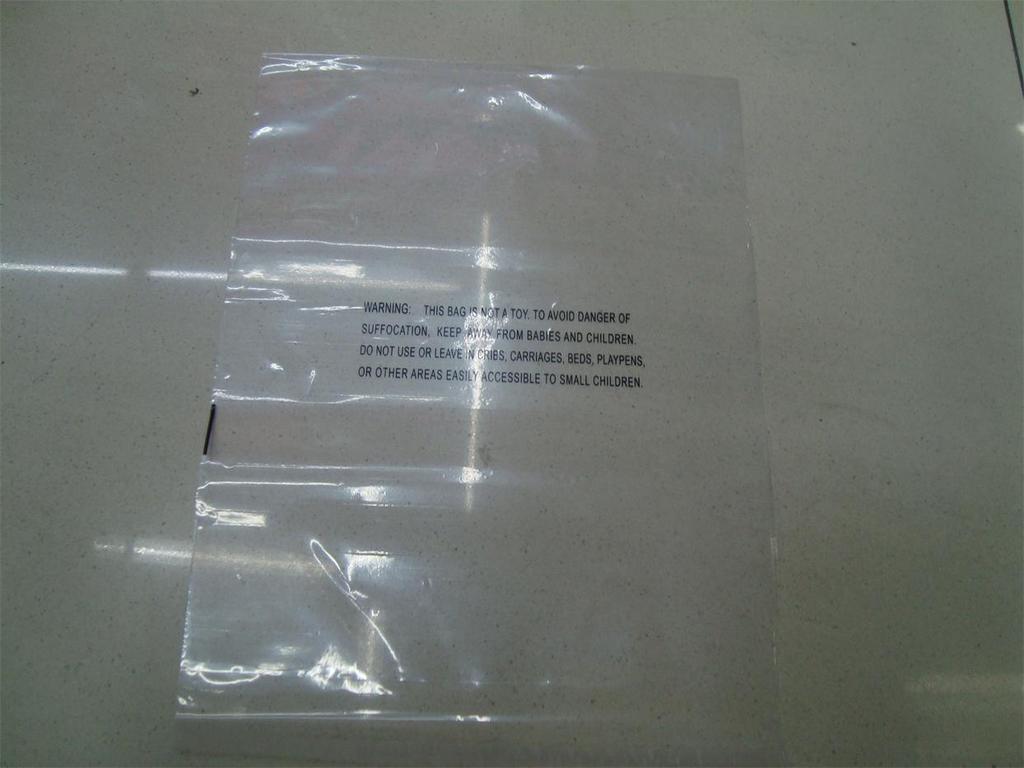 WARNING: THIS BAG IS NOT A TOY. TO AVOID DANGER OF
SUFFOCATION, KEEP AWAY FROM BABIES AND CHILDREN.
DO NOT USE OR LEAVE IN CRIBS, CARRIAGES, BEDS, PLAYPENS,
OR OTHER AREAS EASILY ACCESSIBLE TO SMALL CHILDREN.